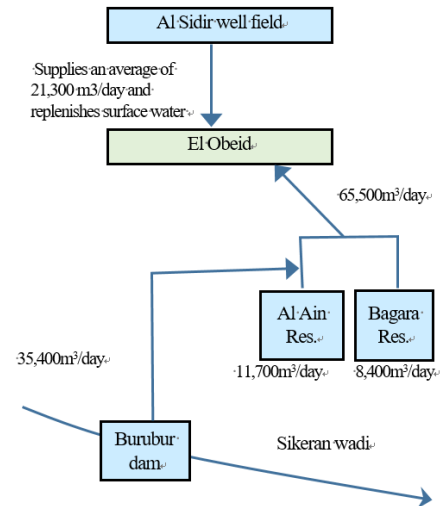 Al Sidir well field
Supplies an average of
21,300 m3/day and
replenishes surface water
El Obeid
65,500m³/day
Al Ain
Res.
Bagara
Res.
11,700m³/day
8,400m³/day
35,400m³/day
Burubur
dam
Sikeran wadi